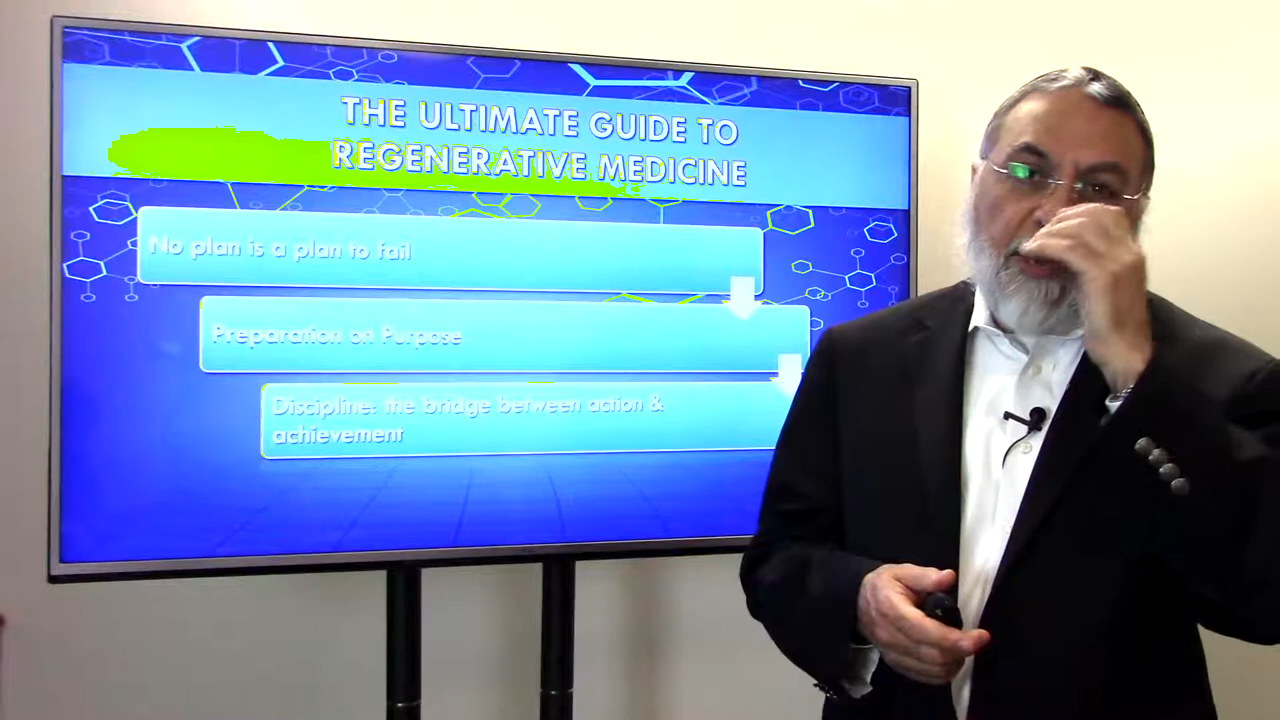 THE ULTIMATE GUIDE TO
REGENERATIVE MEDICINE
No plan is a plan to fail
Preparation on Purpose
Discipline: the bridge between action &
achievement